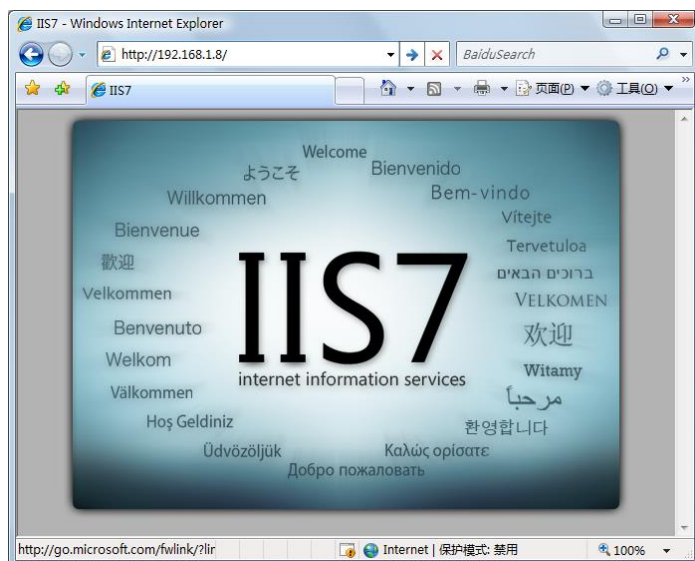 IIS7 - Windows Internet Explorer
http://192.168.1.8/
BaiduSearch
IIS7
页面(P)
工具(O)
Welcome
ようこそ
Bienvenido
Willkommen
Bem-vindo
Vítejte
Bienvenue
Tervetuloa
歡迎
ברוכים הבאים
Velkommen
VELKOMEN
IIS7
Benvenuto
欢迎
Welkom
Witamy
internet information services
Välkommen
مرحباً
Hoş Geldiniz
환영합니다
Üdvözöljük
Καλώς ορίσατε
Добро пожаловать
http://go.microsoft.com/fwlink/?lin
Internet | 保护模式: 禁用
100%